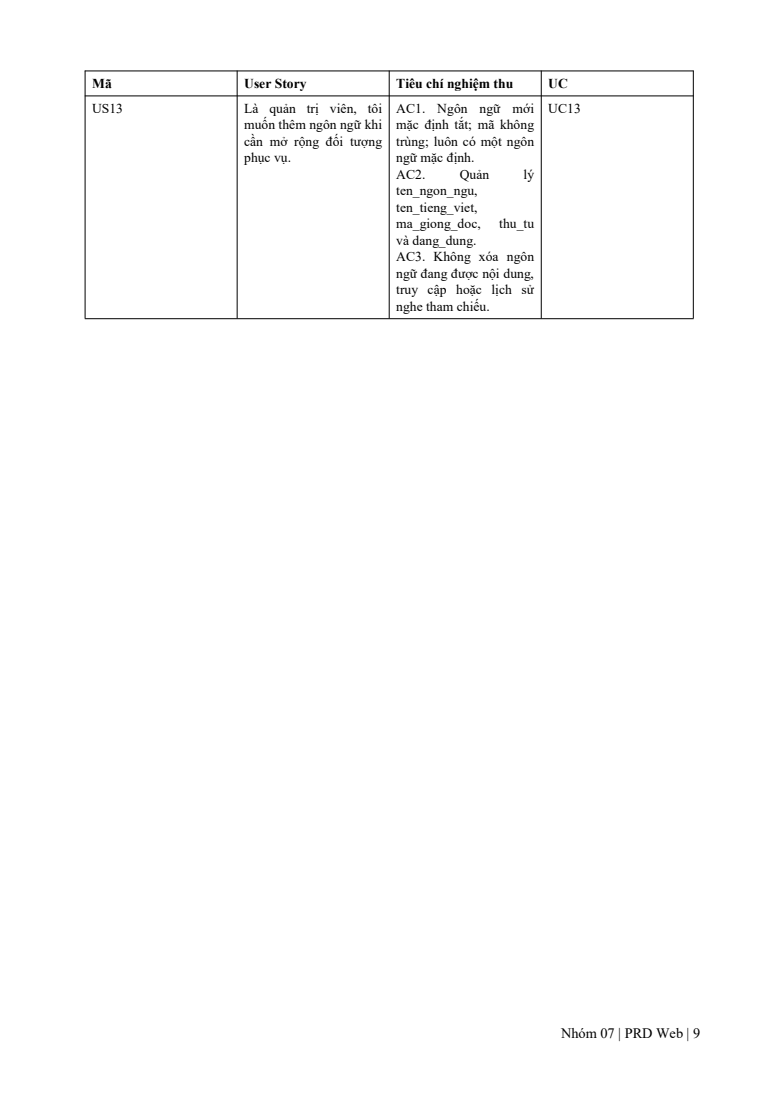 Mã User Story Tiêu chí nghiệm thu UC
US13
Là quản trị viên, tôi
muốn thêm ngôn ngữ khi
cần mở rộng đối tượng
phục vụ.
AC1. Ngôn ngữ mới
mặc định tắt; mã không
trùng; luôn có một ngôn
ngữ mặc định.
AC2. Quản lý
ten_ngon_ngu,
ten_tieng_viet,
ma_giong_doc, thu_tu
và dang_dung.
AC3. Không xóa ngôn
ngữ đang được nội dung,
truy cập hoặc lịch sử
nghe tham chiếu.
UC13
Nhóm 07 | PRD Web | 9